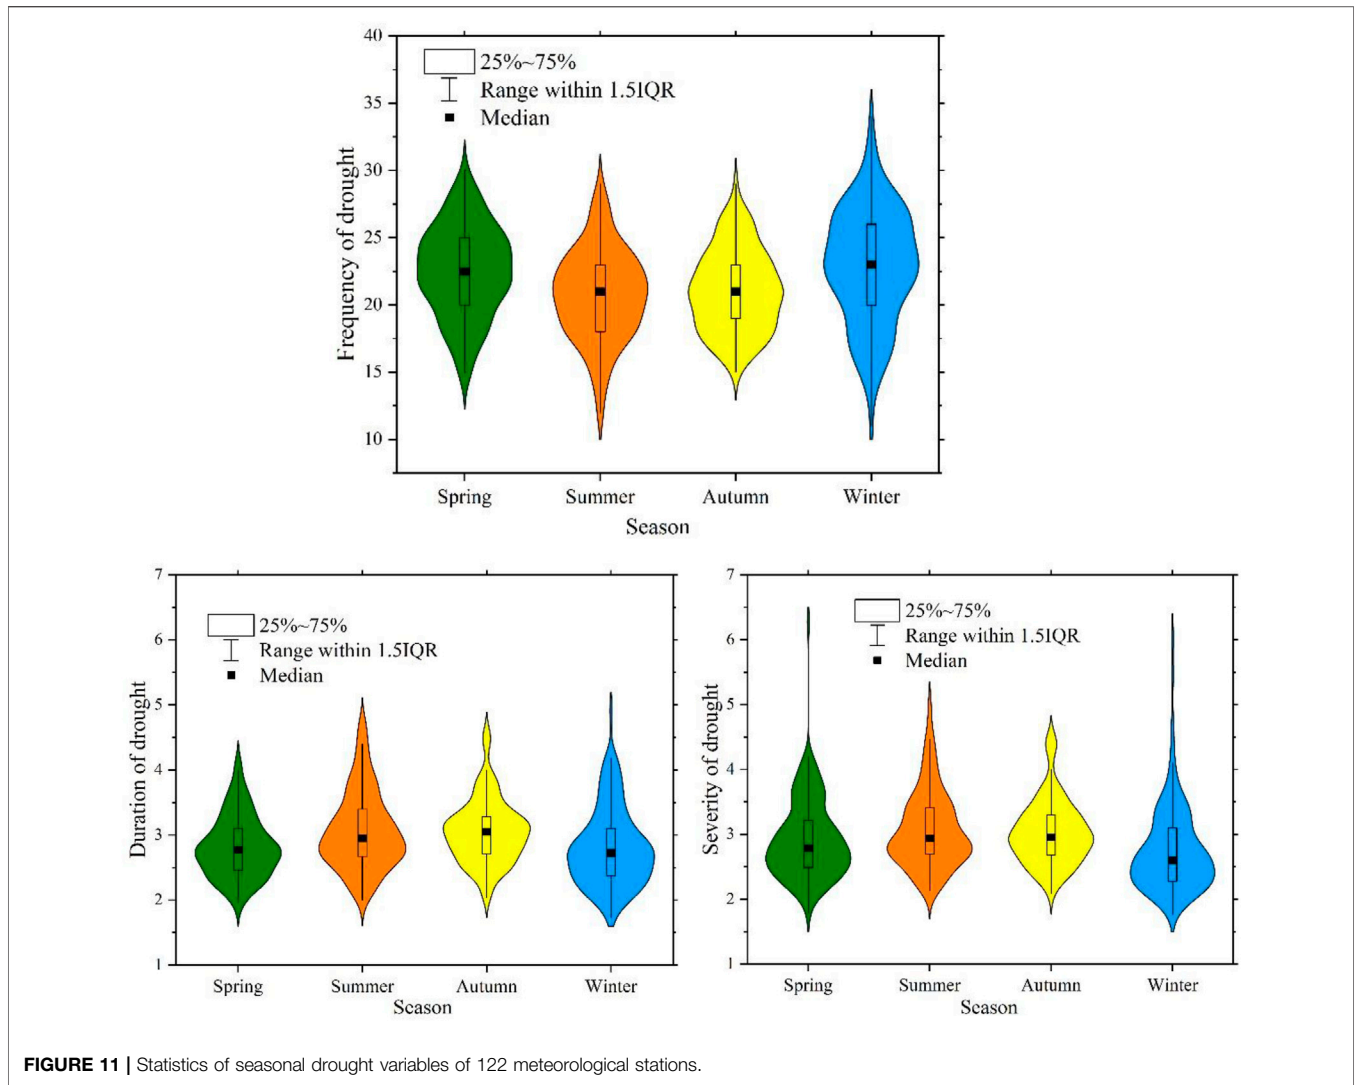 40
35
30
25
20
15
10
Frequency of drought
25%~75%
Range within 1.5IQR
Median
Spring Summer Autumn Winter
Season
7
6
5
4
3
2
1
Duration of drought
25%~75%
Range within 1.5IQR
Median
Spring Summer Autumn Winter
Season
7
6
5
4
3
2
1
Severity of drought
25%~75%
Range within 1.5IQR
Median
Spring Summer Autumn Winter
Season
FIGURE 11 | Statistics of seasonal drought variables of 122 meteorological stations.